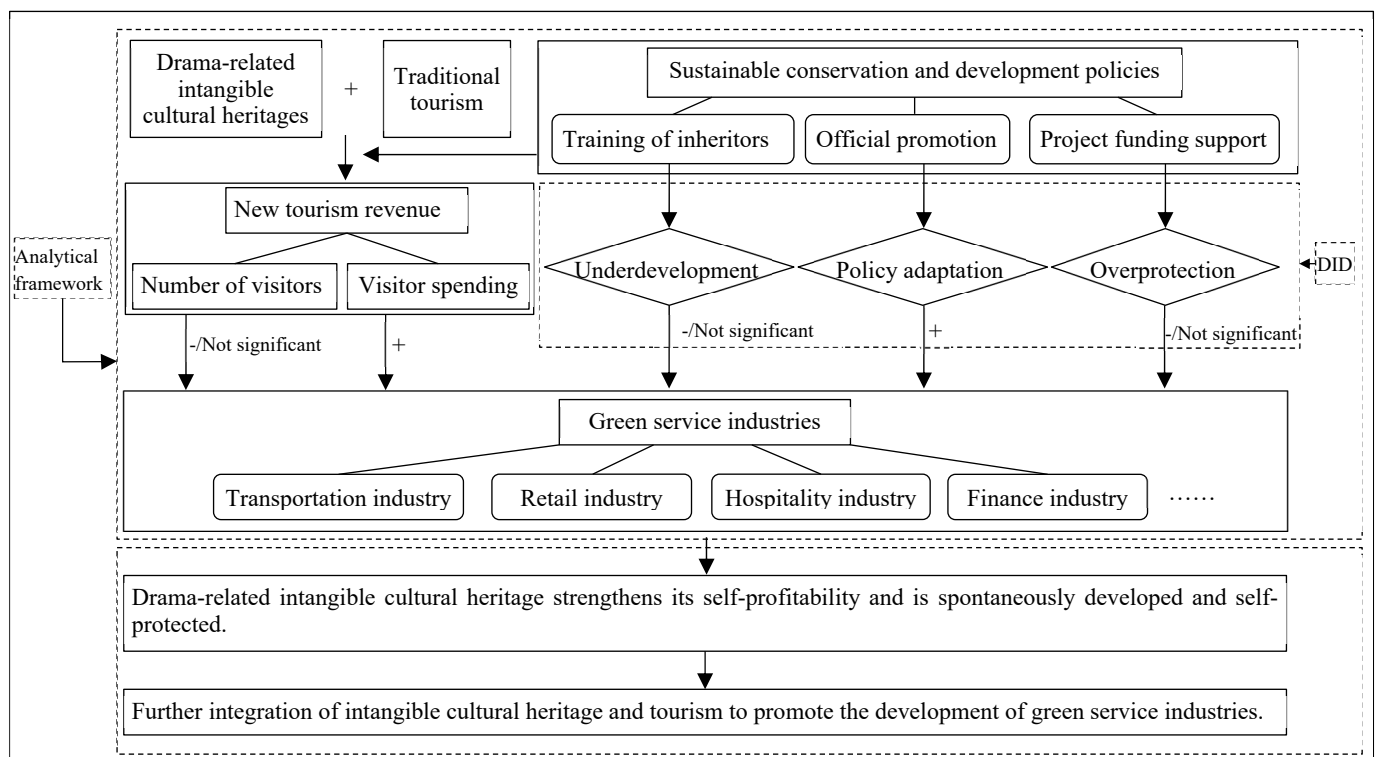 Drama-related
intangible
cultural heritages
+
Traditional
tourism
Sustainable conservation and development policies
Training of inheritors
Official promotion
Project funding support
New tourism revenue
Number of visitors
Visitor spending
Analytical
framework
Underdevelopment
Policy adaptation
Overprotection
DID
-/Not significant
+
-/Not significant
+
-/Not significant
Green service industries
Transportation industry
Retail industry
Hospitality industry
Finance industry
……
Drama-related intangible cultural heritage strengthens its self-profitability and is spontaneously developed and self-
protected.
Further integration of intangible cultural heritage and tourism to promote the development of green service industries.